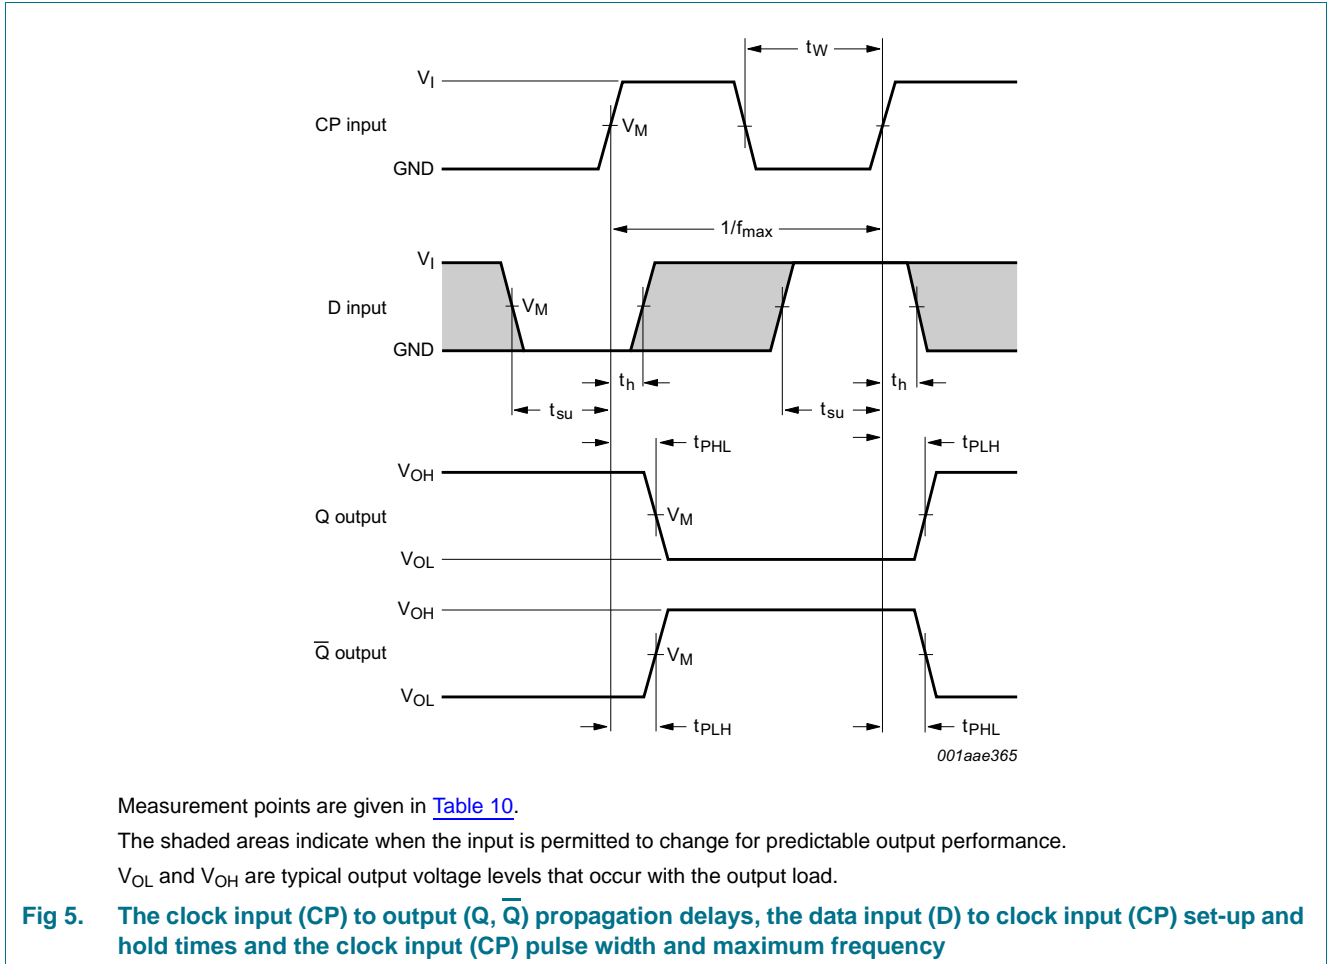 tW
VI
CP input
VM
GND
1/fmax
VI
D input
VM
GND
th
th
tsu
tsu
tPHL
tPLH
VOH
Q output
VM
VOL
VOH
Q̅ output
VM
VOL
tPLH
tPHL
001aae365
Measurement points are given in Table 10.
The shaded areas indicate when the input is permitted to change for predictable output performance.
VOL and VOH are typical output voltage levels that occur with the output load.
Fig 5. The clock input (CP) to output (Q, Q̅) propagation delays, the data input (D) to clock input (CP) set-up and
hold times and the clock input (CP) pulse width and maximum frequency